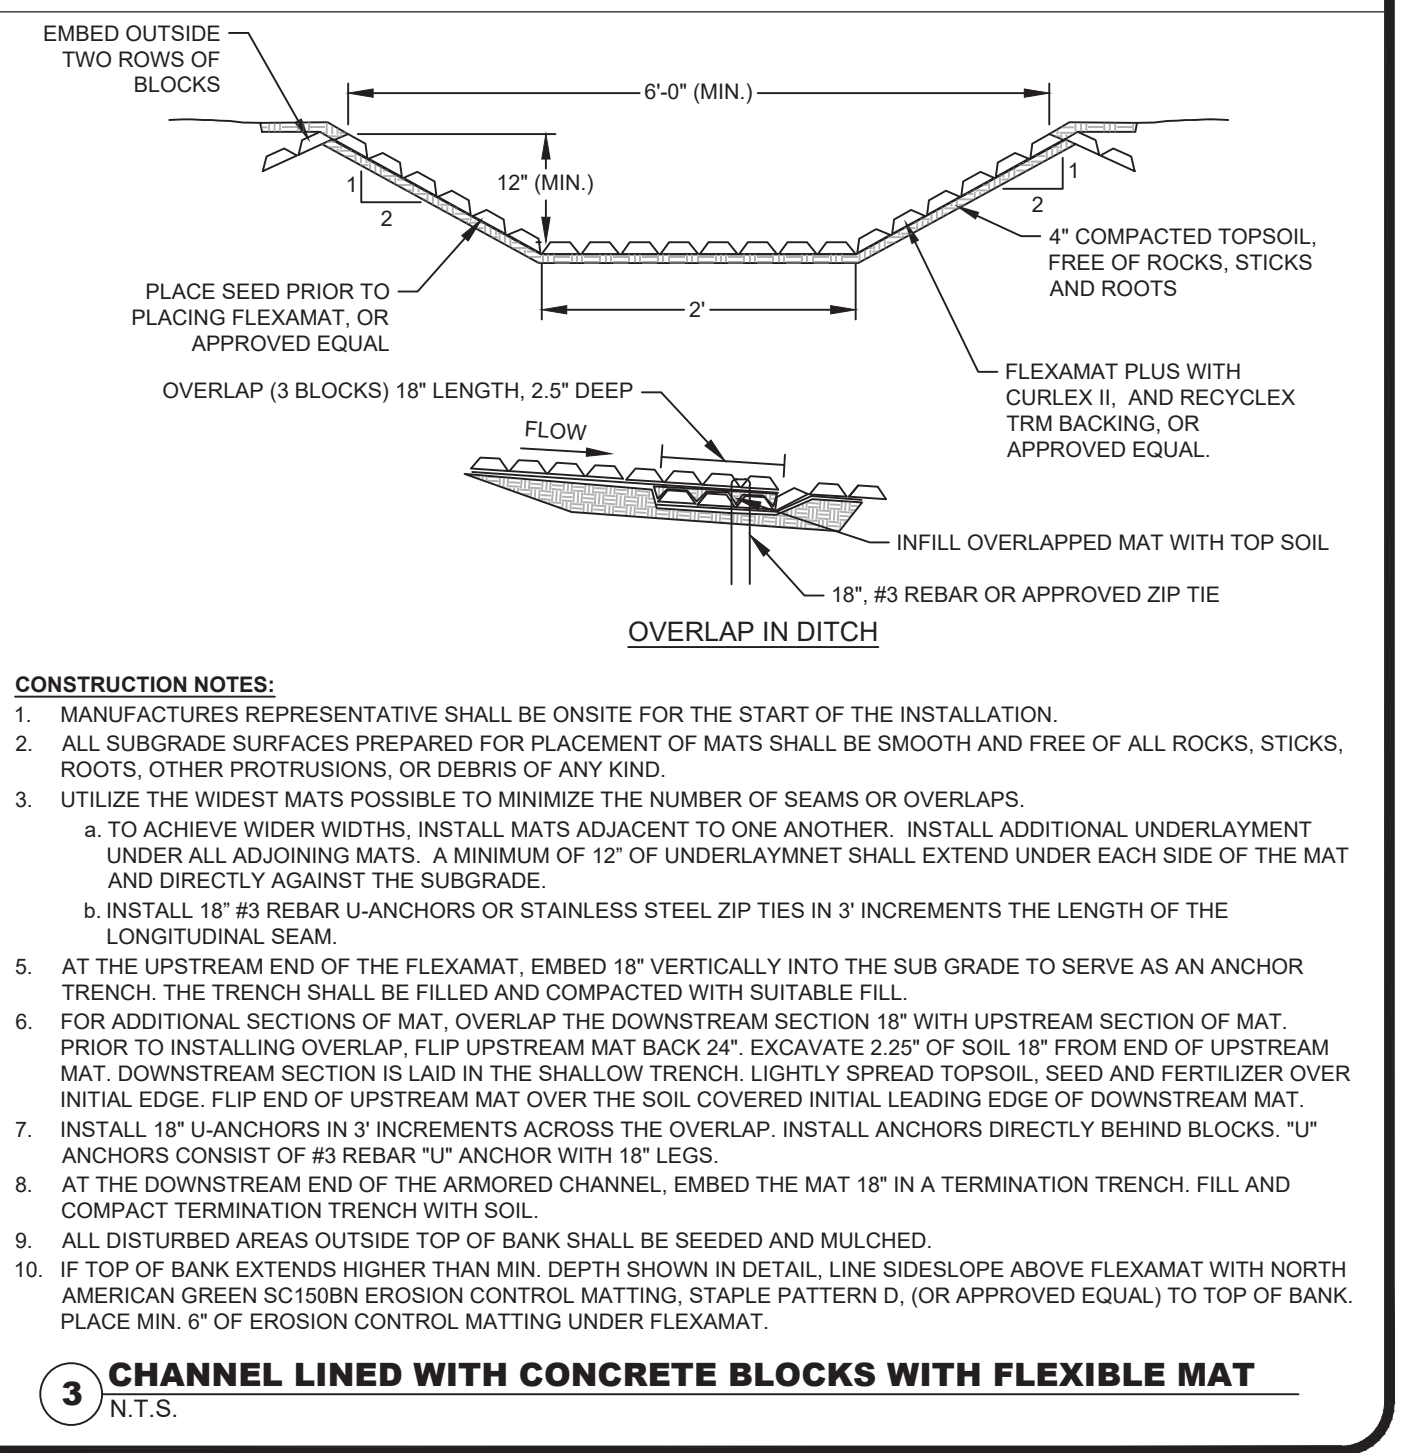 EMBED OUTSIDE
TWO ROWS OF
BLOCKS
6'-0" (MIN.)
12" (MIN.)
1
2
1
2
4" COMPACTED TOPSOIL,
FREE OF ROCKS, STICKS
AND ROOTS
PLACE SEED PRIOR TO
PLACING FLEXAMAT, OR
APPROVED EQUAL
2'
FLEXAMAT PLUS WITH
CURLEX II, AND RECYCLEX
TRM BACKING, OR
APPROVED EQUAL.
OVERLAP (3 BLOCKS) 18" LENGTH, 2.5" DEEP
FLOW
INFILL OVERLAPPED MAT WITH TOP SOIL
18", #3 REBAR OR APPROVED ZIP TIE
OVERLAP IN DITCH
CONSTRUCTION NOTES:
1. MANUFACTURES REPRESENTATIVE SHALL BE ONSITE FOR THE START OF THE INSTALLATION.
2. ALL SUBGRADE SURFACES PREPARED FOR PLACEMENT OF MATS SHALL BE SMOOTH AND FREE OF ALL ROCKS, STICKS,
ROOTS, OTHER PROTRUSIONS, OR DEBRIS OF ANY KIND.
3. UTILIZE THE WIDEST MATS POSSIBLE TO MINIMIZE THE NUMBER OF SEAMS OR OVERLAPS.
a. TO ACHIEVE WIDER WIDTHS, INSTALL MATS ADJACENT TO ONE ANOTHER. INSTALL ADDITIONAL UNDERLAYMENT
UNDER ALL ADJOINING MATS. A MINIMUM OF 12” OF UNDERLAYMNET SHALL EXTEND UNDER EACH SIDE OF THE MAT
AND DIRECTLY AGAINST THE SUBGRADE.
b. INSTALL 18” #3 REBAR U-ANCHORS OR STAINLESS STEEL ZIP TIES IN 3' INCREMENTS THE LENGTH OF THE
LONGITUDINAL SEAM.
5. AT THE UPSTREAM END OF THE FLEXAMAT, EMBED 18" VERTICALLY INTO THE SUB GRADE TO SERVE AS AN ANCHOR
TRENCH. THE TRENCH SHALL BE FILLED AND COMPACTED WITH SUITABLE FILL.
6. FOR ADDITIONAL SECTIONS OF MAT, OVERLAP THE DOWNSTREAM SECTION 18" WITH UPSTREAM SECTION OF MAT.
PRIOR TO INSTALLING OVERLAP, FLIP UPSTREAM MAT BACK 24". EXCAVATE 2.25" OF SOIL 18" FROM END OF UPSTREAM
MAT. DOWNSTREAM SECTION IS LAID IN THE SHALLOW TRENCH. LIGHTLY SPREAD TOPSOIL, SEED AND FERTILIZER OVER
INITIAL EDGE. FLIP END OF UPSTREAM MAT OVER THE SOIL COVERED INITIAL LEADING EDGE OF DOWNSTREAM MAT.
7. INSTALL 18" U-ANCHORS IN 3' INCREMENTS ACROSS THE OVERLAP. INSTALL ANCHORS DIRECTLY BEHIND BLOCKS. "U"
ANCHORS CONSIST OF #3 REBAR "U" ANCHOR WITH 18" LEGS.
8. AT THE DOWNSTREAM END OF THE ARMORED CHANNEL, EMBED THE MAT 18" IN A TERMINATION TRENCH. FILL AND
COMPACT TERMINATION TRENCH WITH SOIL.
9. ALL DISTURBED AREAS OUTSIDE TOP OF BANK SHALL BE SEEDED AND MULCHED.
10. IF TOP OF BANK EXTENDS HIGHER THAN MIN. DEPTH SHOWN IN DETAIL, LINE SIDESLOPE ABOVE FLEXAMAT WITH NORTH
AMERICAN GREEN SC150BN EROSION CONTROL MATTING, STAPLE PATTERN D, (OR APPROVED EQUAL) TO TOP OF BANK.
PLACE MIN. 6" OF EROSION CONTROL MATTING UNDER FLEXAMAT.
3 CHANNEL LINED WITH CONCRETE BLOCKS WITH FLEXIBLE MAT
N.T.S.